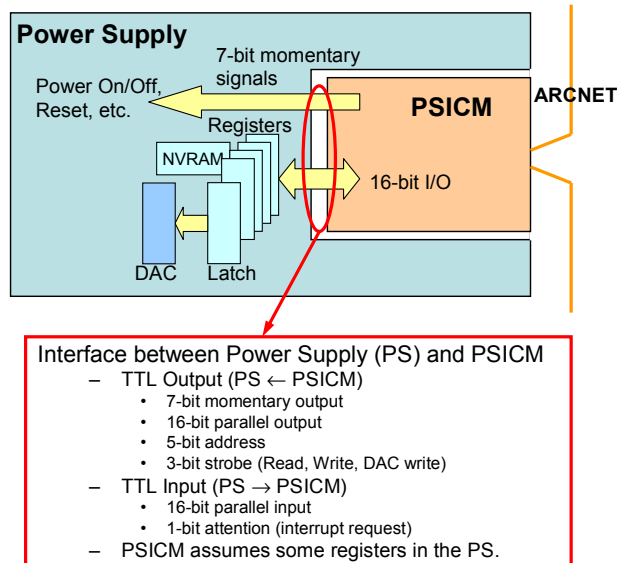 Power Supply
7-bit momentary
signals
Power On/Off,
Reset, etc.
ARCNET
PSICM
Registers
NVRAM
16-bit I/O
DAC
Latch
Interface between Power Supply (PS) and PSICM
– TTL Output (PS ← PSICM)
• 7-bit momentary output
• 16-bit parallel output
• 5-bit address
• 3-bit strobe (Read, Write, DAC write)
– TTL Input (PS → PSICM)
• 16-bit parallel input
• 1-bit attention (interrupt request)
– PSICM assumes some registers in the PS.